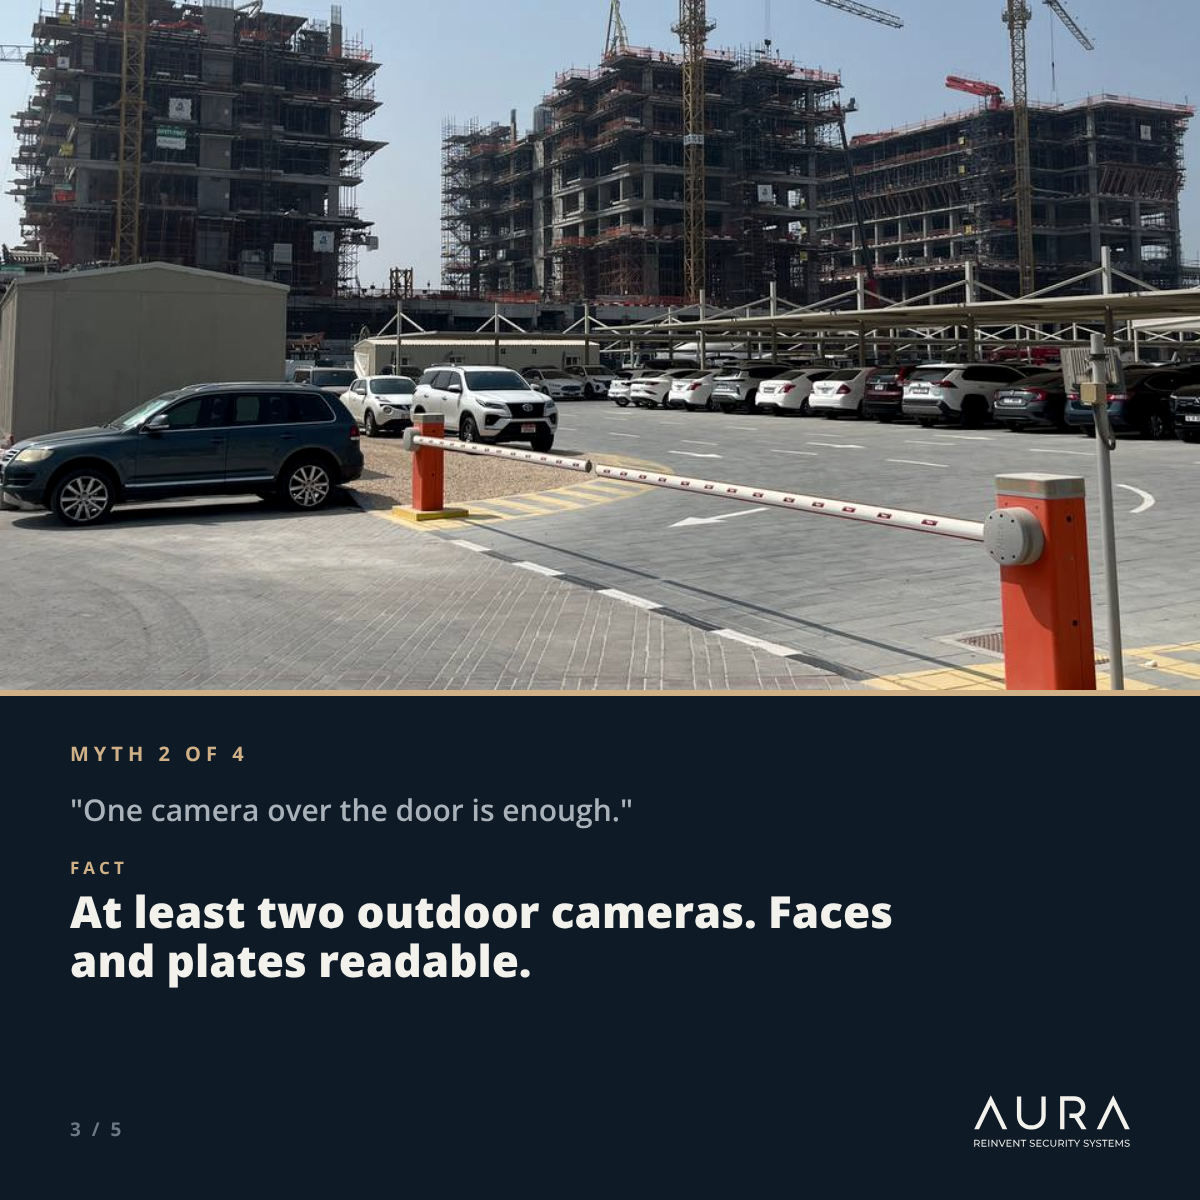 MYTH 2 OF 4
"One camera over the door is enough."
FACT
At least two outdoor cameras. Faces
and plates readable.
3 / 5
AURA
REINVENT SECURITY SYSTEMS